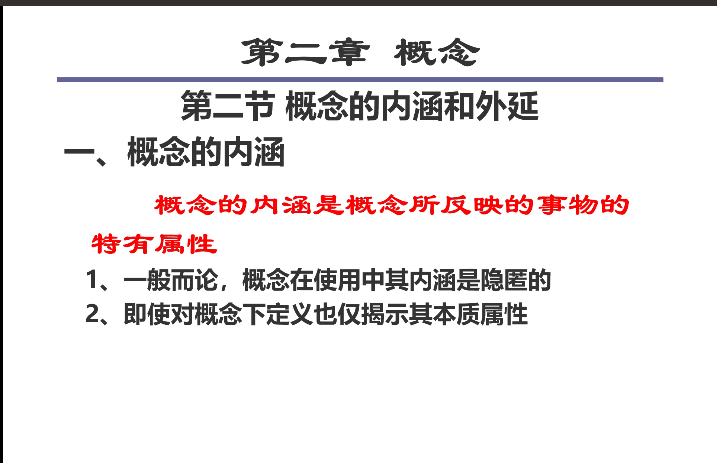 第二章 概念
第二节 概念的内涵和外延
一、概念的内涵
概念的内涵是概念所反映的事物的
特有属性
1、一般而论，概念在使用中其内涵是隐匿的
2、即使对概念下定义也仅揭示其本质属性